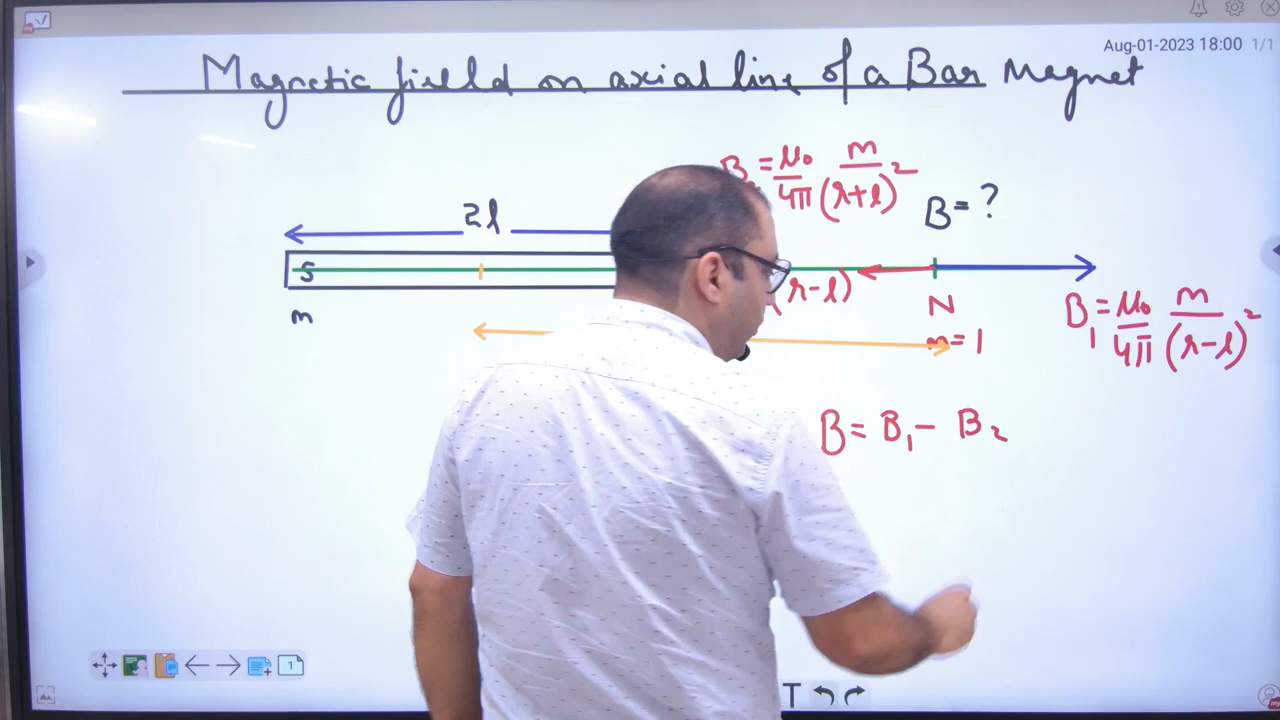 Aug-01-2023 18:00 1/1
Magnetic field on axial line of a Bar Magnet
B = μ₀/4π m/(r+l)²
B = ?
2l
S
(r-l)
N
m
m=1
B₁ = μ₀/4π m/(r-l)²
B = B₁ - B₂
1
T